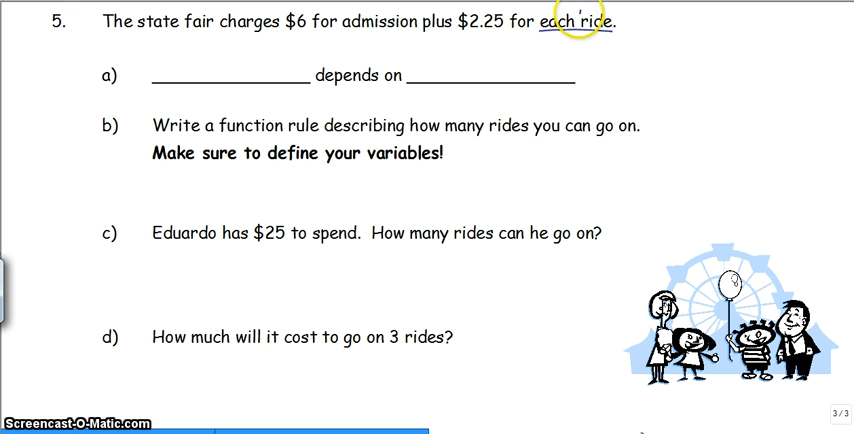 5. The state fair charges $6 for admission plus $2.25 for each ride.
a) _________________ depends on __________________
b) Write a function rule describing how many rides you can go on.
Make sure to define your variables!
c) Eduardo has $25 to spend. How many rides can he go on?
d) How much will it cost to go on 3 rides?
3 / 3
Screencast-O-Matic.com